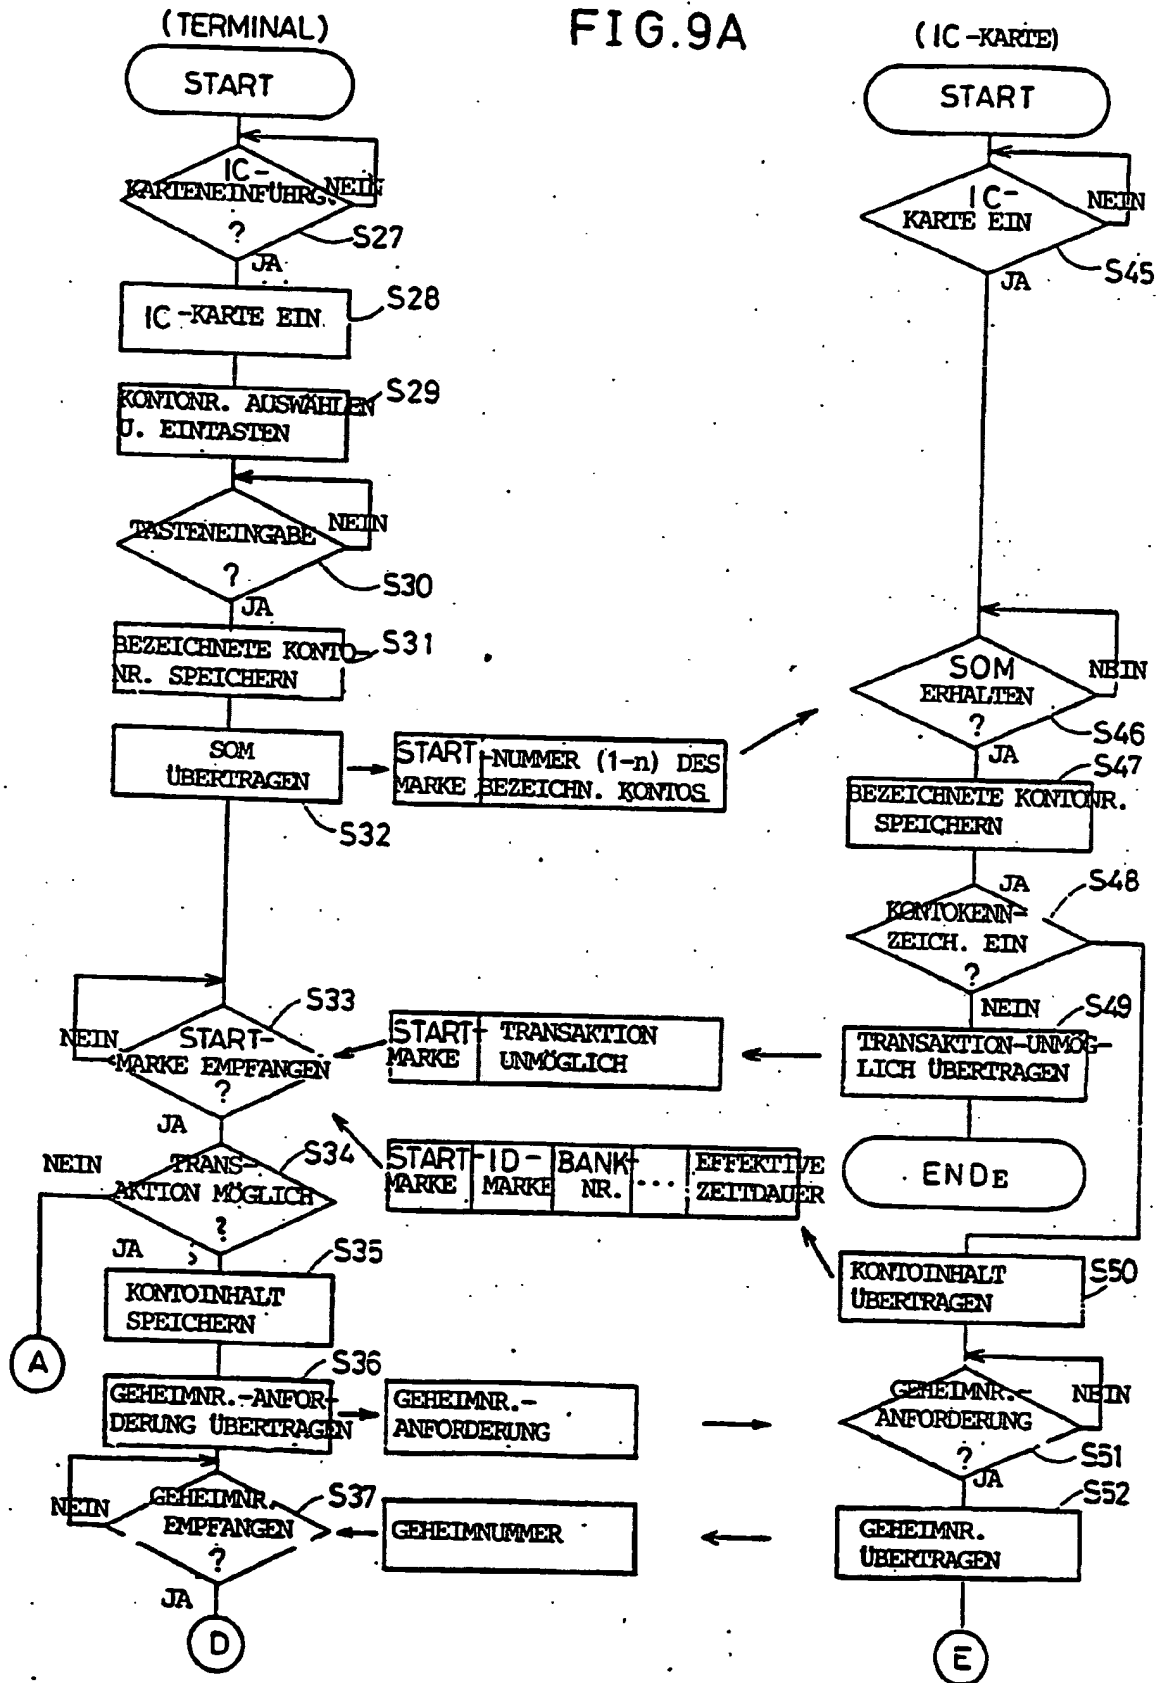 FIG.9A
(TERMINAL)
START
IC-
KARTENEINFÜHRG.
?
NEIN
S27
JA
IC-KARTE EIN
S28
KONTONR. AUSWÄHLEN
U. EINTASTEN
S29
TASTENEINGABE
?
NEIN
S30
JA
BEZEICHNETE KONTO-
NR. SPEICHERN
S31
SOM
ÜBERTRAGEN
S32
START-
MARKE
NUMMER (1-n) DES
BEZEICHN. KONTOS
START-
MARKE EMPFANGEN
?
NEIN
S33
JA
START-
MARKE
TRANSAKTION
UNMÖGLICH
TRANS-
AKTION MÖGLICH
?
NEIN
S34
JA
START-
MARKE
ID-
MARKE
BANK-
NR.
...
EFFEKTIVE
ZEITDAUER
KONTOINHALT
SPEICHERN
S35
A
GEHEIMNR.-ANFOR-
DERUNG ÜBERTRAGEN
S36
GEHEIMNR.-
ANFORDERUNG
GEHEIMNR.
EMPFANGEN
?
NEIN
S37
JA
GEHEIMNUMMER
D
(IC-KARTE)
START
IC-
KARTE EIN
NEIN
S45
JA
SOM
ERHALTEN
?
NEIN
S46
JA
S47
BEZEICHNETE KONTONR.
SPEICHERN
JA
S48
KONTOKENN-
ZEICH. EIN
?
NEIN
S49
TRANSAKTION-UNMÖG-
LICH ÜBERTRAGEN
ENDE
KONTOINHALT
ÜBERTRAGEN
S50
GEHEIMNR.-
ANFORDERUNG
?
NEIN
S51
JA
S52
GEHEIMNR.
ÜBERTRAGEN
E